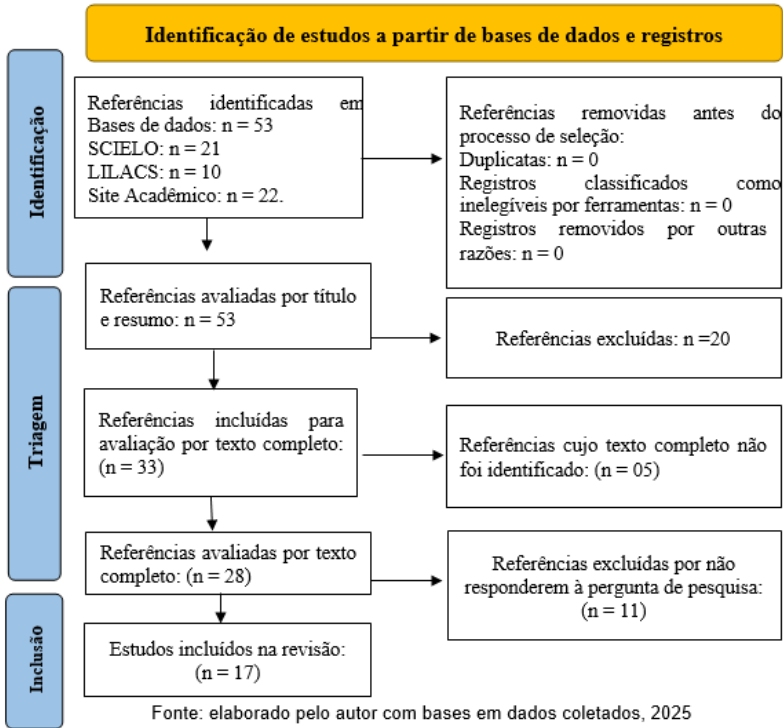 Identificação de estudos a partir de bases de dados e registros
Identificação
Referências identificadas em
Bases de dados: n = 53
SCIELO: n = 21
LILACS: n = 10
Site Acadêmico: n = 22.
Referências removidas antes do
processo de seleção:
Duplicatas: n = 0
Registros classificados como
inelegíveis por ferramentas: n = 0
Registros removidos por outras
razões: n = 0
Triagem
Referências avaliadas por título
e resumo: n = 53
Referências excluídas: n =20
Referências incluídas para
avaliação por texto completo:
(n = 33)
Referências cujo texto completo não
foi identificado: (n = 05)
Referências avaliadas por texto
completo: (n = 28)
Referências excluídas por não
responderem à pergunta de pesquisa:
(n = 11)
Inclusão
Estudos incluídos na revisão:
(n = 17)
Fonte: elaborado pelo autor com bases em dados coletados, 2025